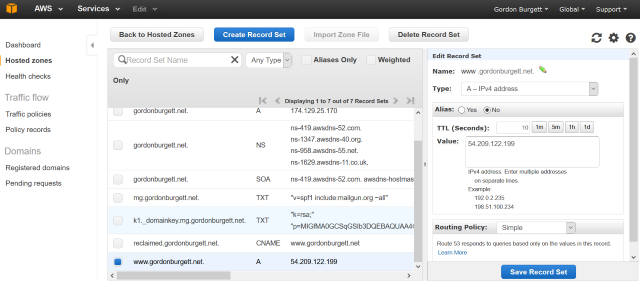 AWS Services Edit Gordon Burgett Global Support
Dashboard
Hosted zones
Health checks
Traffic flow
Traffic policies
Policy records
Domains
Registered domains
Pending requests
Back to Hosted Zones Create Record Set Import Zone File Delete Record Set
Record Set Name Any Type Aliases Only Weighted
Only
Displaying 1 to 7 out of 7 Record Sets
gordonburgett.net. A 174.129.25.170
ns-419.awsdns-52.com.
ns-1347.awsdns-40.org.
gordonburgett.net. NS
ns-958.awsdns-55.net.
ns-1629.awsdns-11.co.uk.
gordonburgett.net. SOA ns-419.awsdns-52.com. awsdns-hostmas
mg.gordonburgett.net. TXT "v=spf1 include:mailgun.org ~all"
"k=rsa;"
k1._domainkey.mg.gordonburgett.net. TXT
"p=MIGfMA0GCSqGSIb3DQEBAQUAA4
reclaimed.gordonburgett.net. CNAME www.gordonburgett.net
www.gordonburgett.net. A 54.209.122.199
Edit Record Set
Name: www .gordonburgett.net.
Type: A – IPv4 address
Alias: Yes No
TTL (Seconds): 10 1m 5m 1h 1d
Value: 54.209.122.199
IPv4 address. Enter multiple addresses
on separate lines.
Example:
192.0.2.235
198.51.100.234
Routing Policy: Simple
Route 53 responds to queries based only on the values in this record.
Learn More
Save Record Set